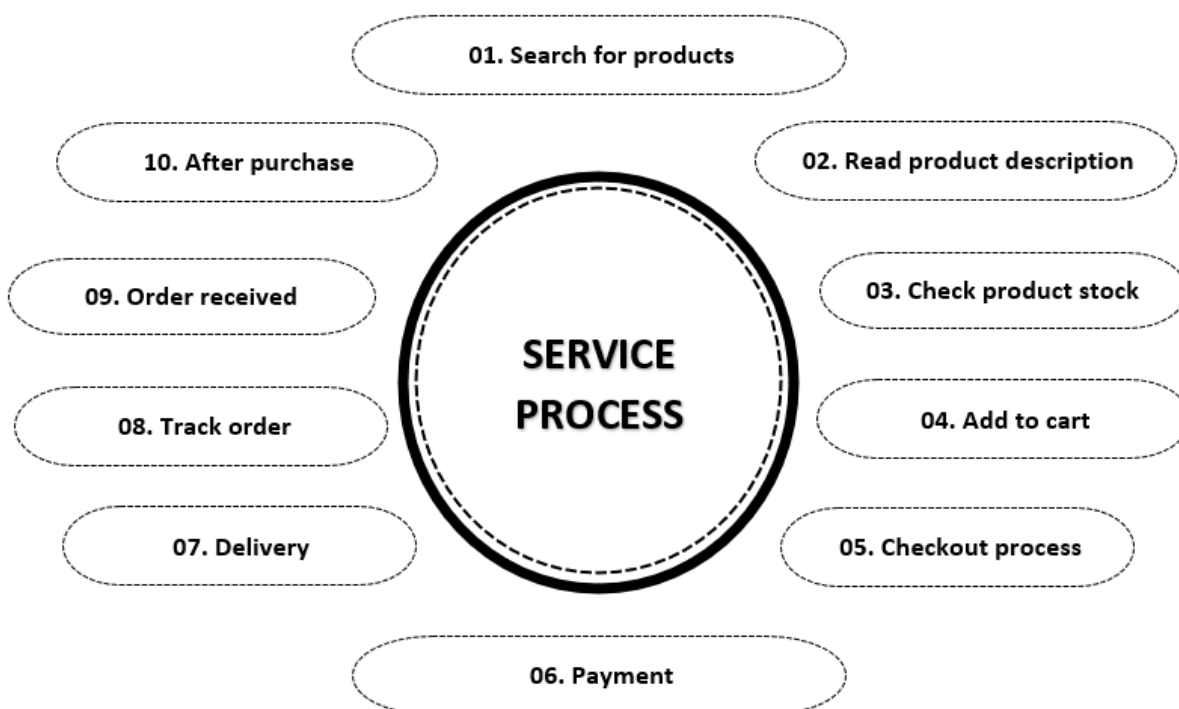 01. Search for products
02. Read product description
03. Check product stock
04. Add to cart
05. Checkout process
06. Payment
07. Delivery
08. Track order
09. Order received
10. After purchase
SERVICE
PROCESS